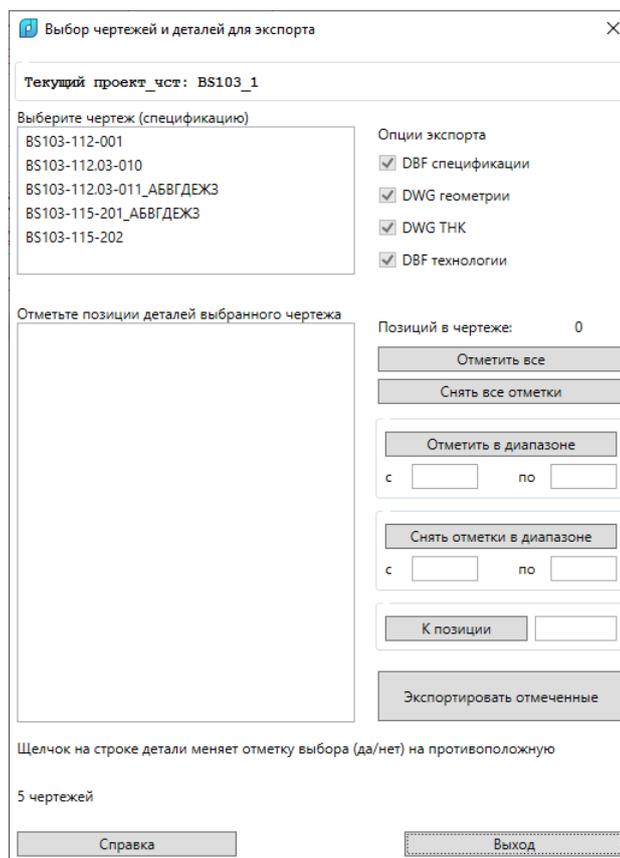 Выбор чертежей и деталей для экспорта
Текущий проект_чст: BS103_1
Выберите чертеж (спецификацию)
BS103-112-001
BS103-112.03-010
BS103-112.03-011_АБВГДЕЖЗ
BS103-115-201_АБВГДЕЖЗ
BS103-115-202
Опции экспорта
DBF спецификации
DWG геометрии
DWG ТНК
DBF технологии
Отметьте позиции деталей выбранного чертежа
Позиций в чертеже: 0
Отметить все
Снять все отметки
Отметить в диапазоне
с по
Снять отметки в диапазоне
с по
К позиции
Экспортировать отмеченные
Щелчок на строке детали меняет отметку выбора (да/нет) на противоположную
5 чертежей
Справка
Выход